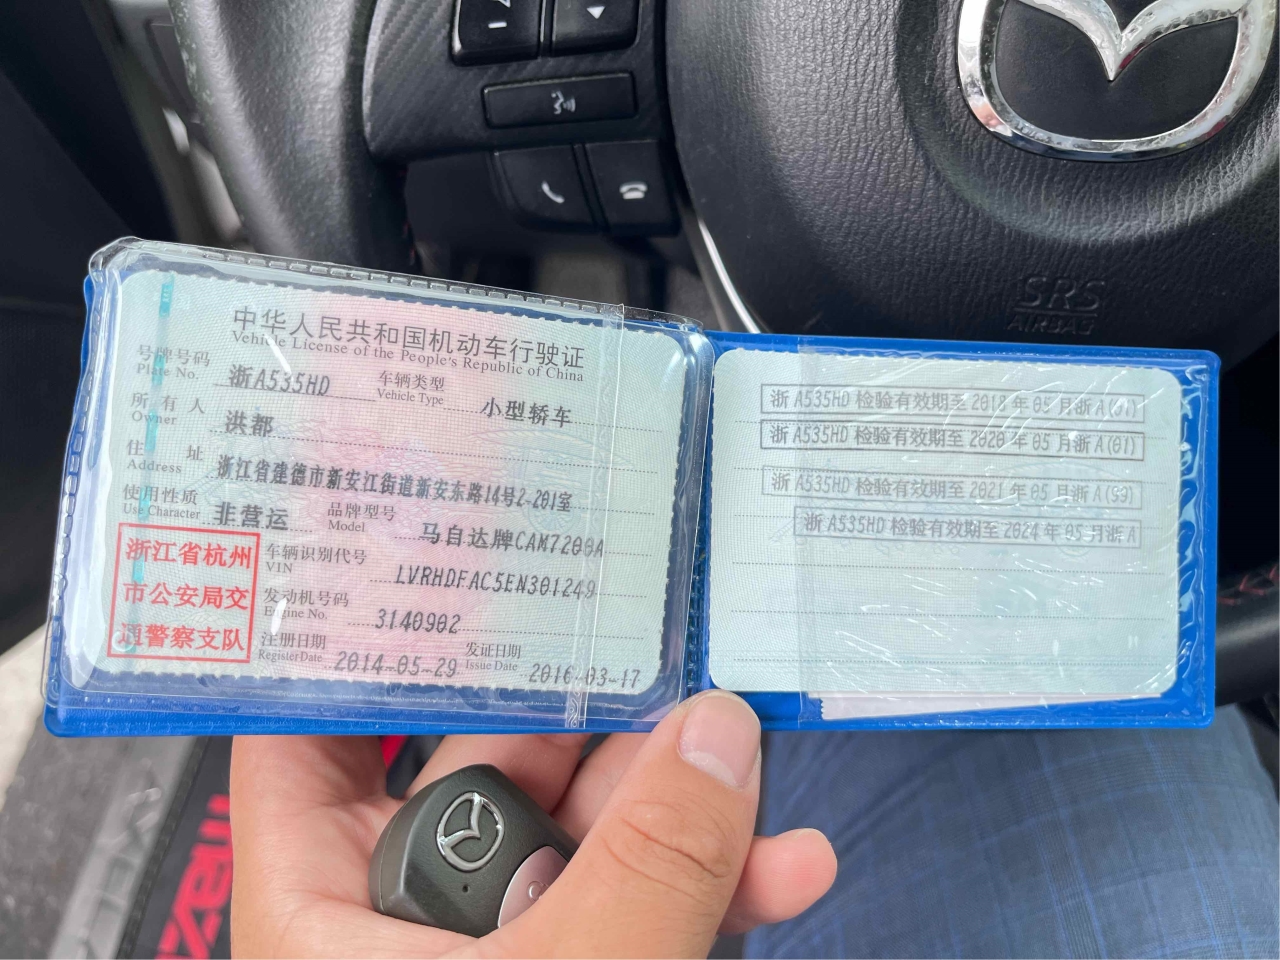 中华人民共和国机动车行驶证
Vehicle License of the People's Republic of China
号牌号码 浙A535HD 车辆类型 小型轿车
Plate No. Vehicle Type
所有人 洪都
Owner
住址 浙江省建德市新安江街道新安东路14号2-201室
Address
使用性质 非营运 品牌型号 马自达牌CAM7200A
Use Character Model
浙江省杭州
市公安局交
通警察支队
车辆识别代号 LVRHDFAC5EN301249
VIN
发动机号码 3140902
Engine No.
注册日期 2014-05-29 发证日期 2016-03-17
Register Date Issue Date
浙A535HD检验有效期至2018年05月浙A(01)
浙A535HD检验有效期至2020年05月浙A(01)
浙A535HD检验有效期至2021年05月浙A(99)
浙A535HD检验有效期至2024年05月浙A
SRS
AIRBAG